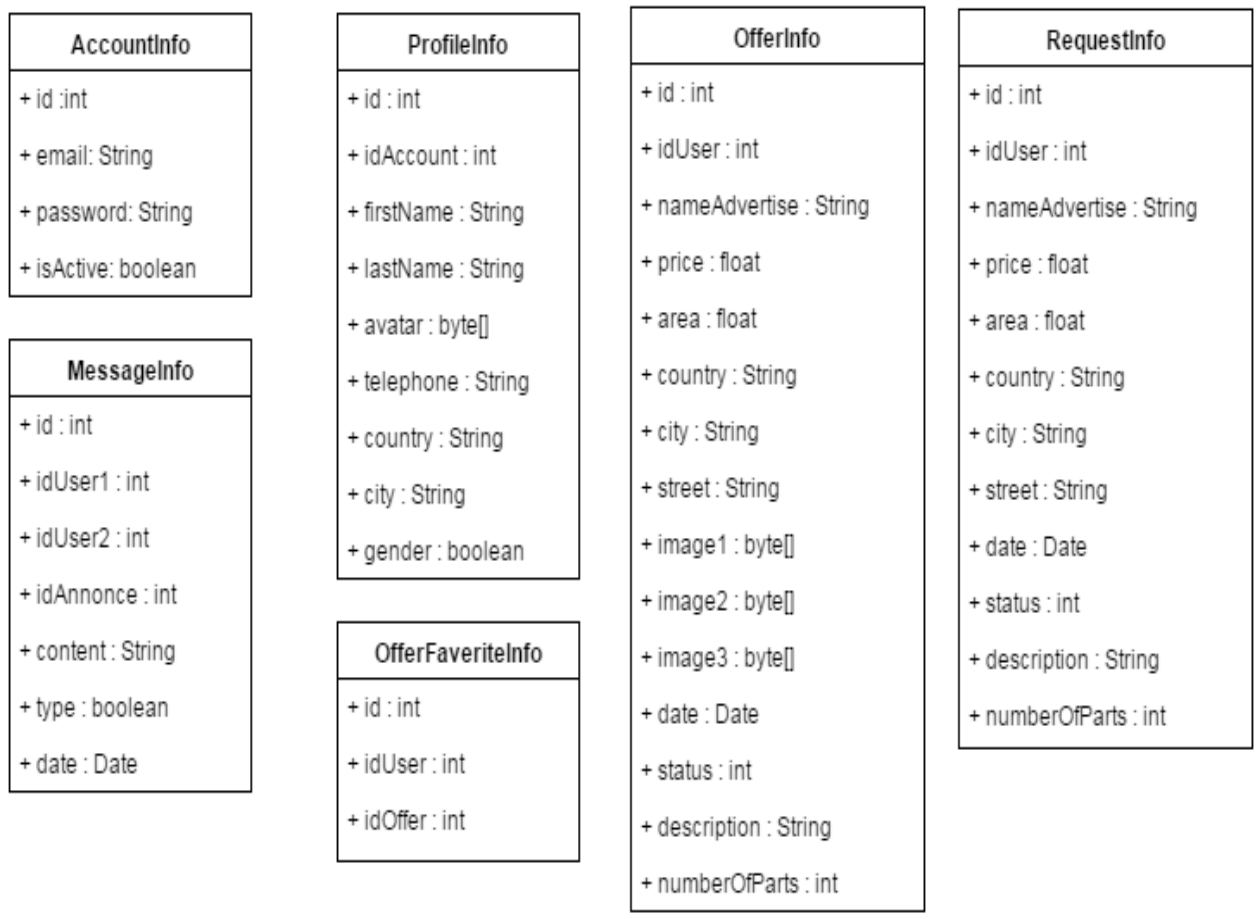 AccountInfo
+ id :int
+ email: String
+ password: String
+ isActive: boolean
MessageInfo
+ id : int
+ idUser1 : int
+ idUser2 : int
+ idAnnonce : int
+ content : String
+ type : boolean
+ date : Date
ProfileInfo
+ id : int
+ idAccount : int
+ firstName : String
+ lastName : String
+ avatar : byte[]
+ telephone : String
+ country : String
+ city : String
+ gender : boolean
OfferFaveriteInfo
+ id : int
+ idUser : int
+ idOffer : int
OfferInfo
+ id : int
+ idUser : int
+ nameAdvertise : String
+ price : float
+ area : float
+ country : String
+ city : String
+ street : String
+ image1 : byte[]
+ image2 : byte[]
+ image3 : byte[]
+ date : Date
+ status : int
+ description : String
+ numberOfParts : int
RequestInfo
+ id : int
+ idUser : int
+ nameAdvertise : String
+ price : float
+ area : float
+ country : String
+ city : String
+ street : String
+ date : Date
+ status : int
+ description : String
+ numberOfParts : int